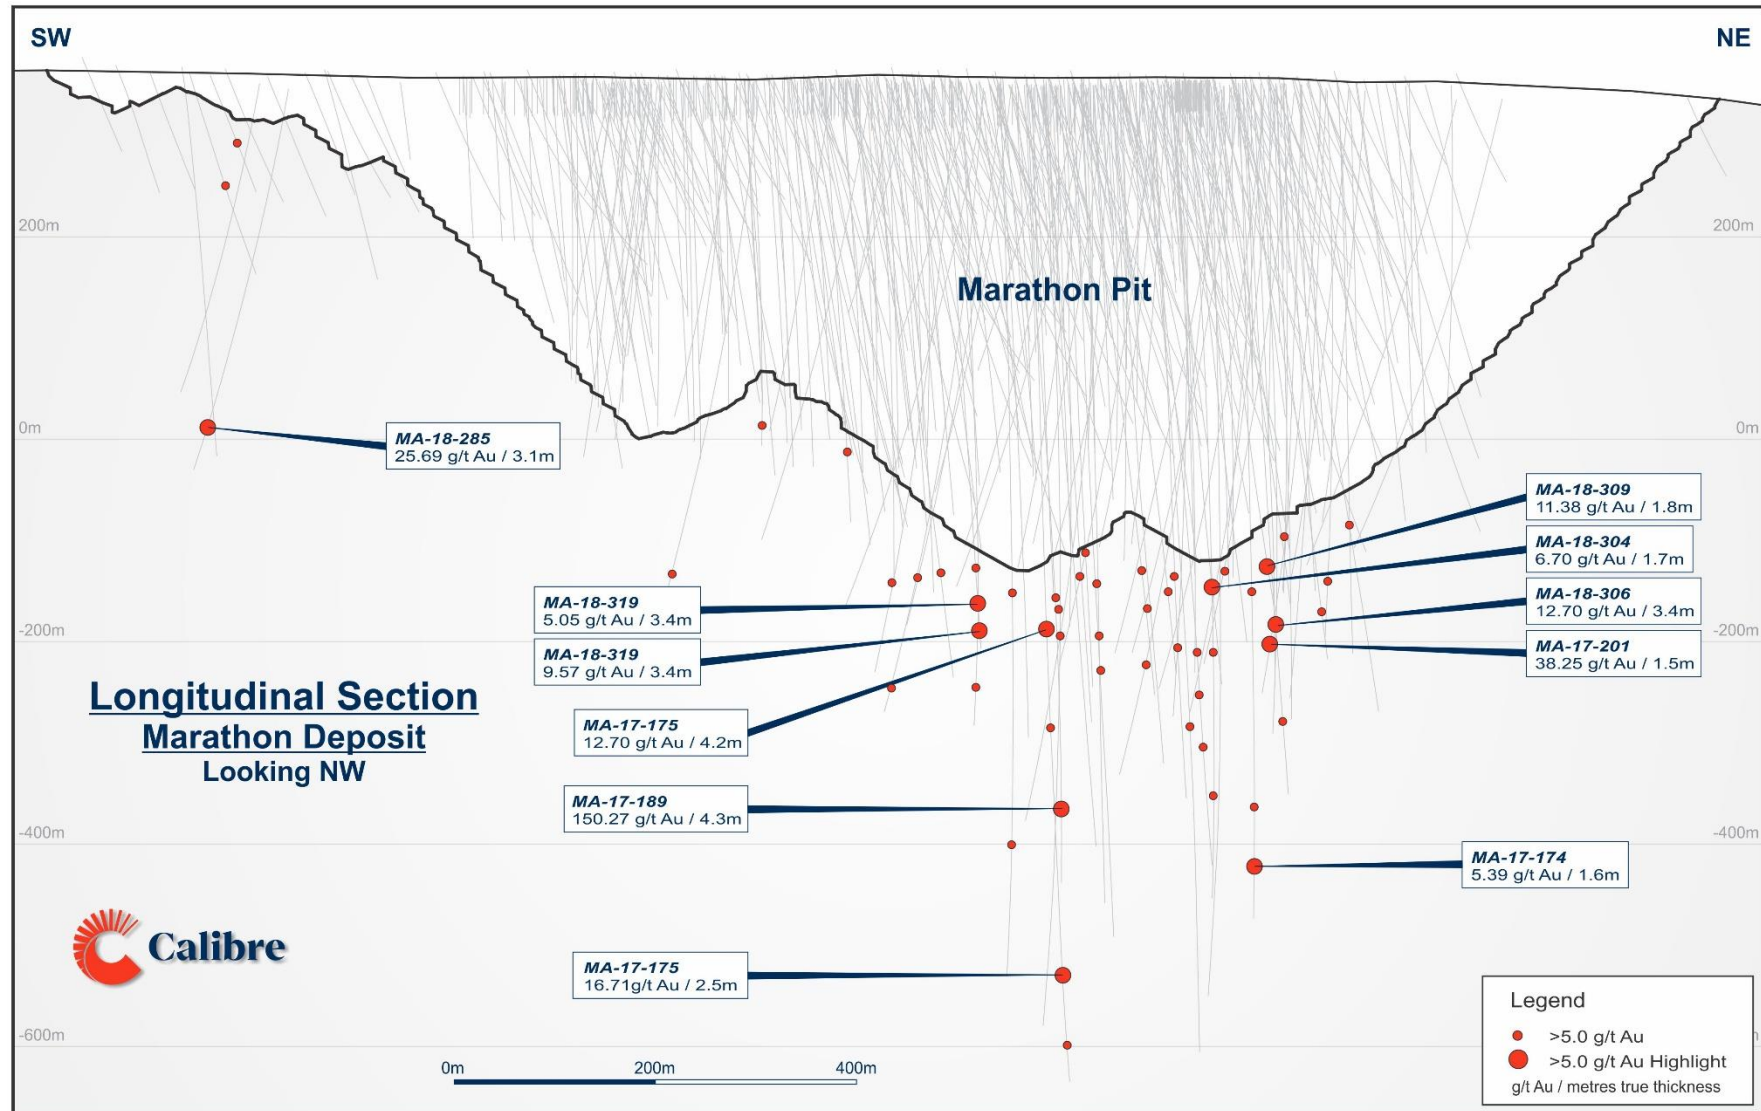 SW
NE
200m
200m
Marathon Pit
0m
0m
MA-18-285
25.69 g/t Au / 3.1m
MA-18-309
11.38 g/t Au / 1.8m
MA-18-304
6.70 g/t Au / 1.7m
MA-18-306
12.70 g/t Au / 3.4m
MA-17-201
38.25 g/t Au / 1.5m
MA-18-319
5.05 g/t Au / 3.4m
-200m
-200m
MA-18-319
9.57 g/t Au / 3.4m
MA-17-175
12.70 g/t Au / 4.2m
Longitudinal Section
Marathon Deposit
Looking NW
MA-17-189
150.27 g/t Au / 4.3m
-400m
-400m
MA-17-174
5.39 g/t Au / 1.6m
Calibre
MA-17-175
16.71g/t Au / 2.5m
-600m
0m
200m
400m
Legend
>5.0 g/t Au
>5.0 g/t Au Highlight
g/t Au / metres true thickness